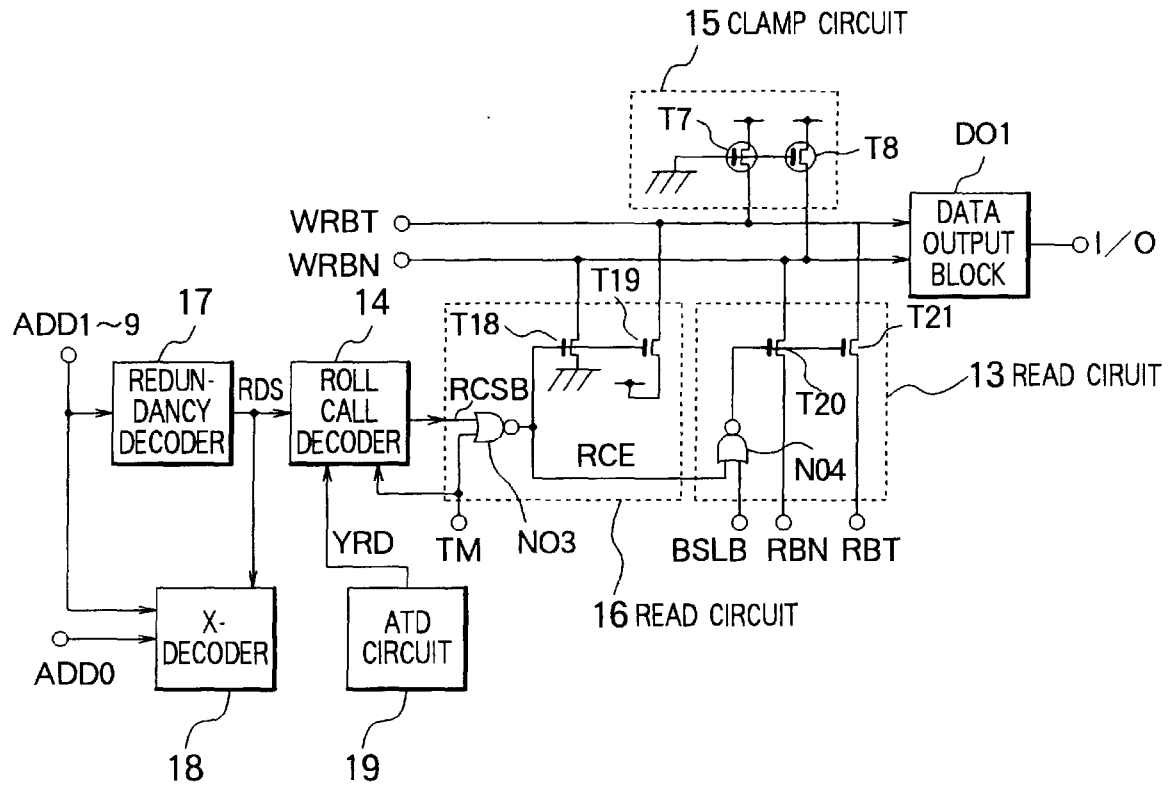 15 CLAMP CIRCUIT
T7
T8
DO1
WRBT
WRBN
DATA
OUTPUT
BLOCK
I/O
ADD1~9
17
14
T18
T19
T21
REDUN-
DANCY
DECODER
RDS
ROLL
CALL
DECODER
RCSB
T20
13 READ CIRUIT
RCE
N04
YRD
TM
NO3
BSLB
RBN
RBT
16 READ CIRCUIT
X-
DECODER
ATD
CIRCUIT
ADD0
18
19